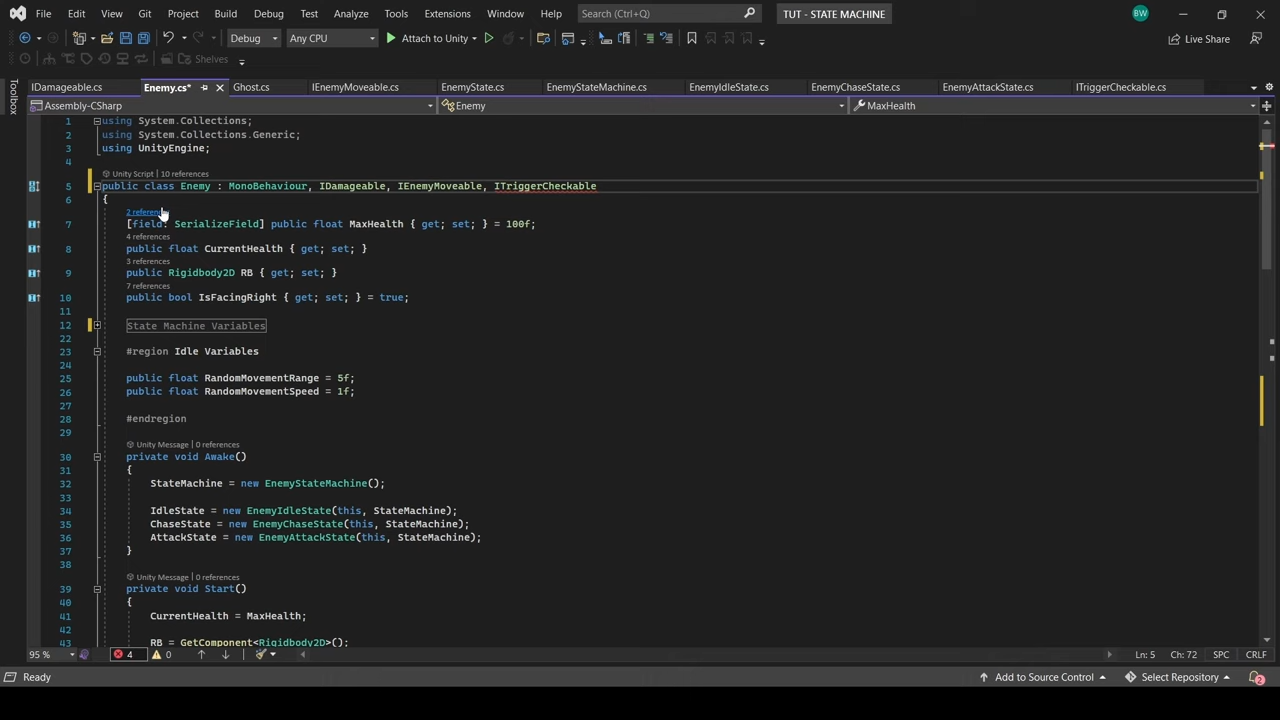 File Edit View Git Project Build Debug Test Analyze Tools Extensions Window Help Search (Ctrl+Q) TUT - STATE MACHINE BW
Debug Any CPU Attach to Unity Live Share
Shelves
Toolbox
IDamageable.cs Enemy.cs* Ghost.cs IEnemyMoveable.cs EnemyState.cs EnemyStateMachine.cs EnemyIdleState.cs EnemyChaseState.cs EnemyAttackState.cs ITriggerCheckable.cs
Assembly-CSharp Enemy MaxHealth
1 using System.Collections;
2 using System.Collections.Generic;
3 using UnityEngine;
4
Unity Script | 10 references
5 public class Enemy : MonoBehaviour, IDamageable, IEnemyMoveable, ITriggerCheckable
6 {
2 references
7 [field: SerializeField] public float MaxHealth { get; set; } = 100f;
4 references
8 public float CurrentHealth { get; set; }
3 references
9 public Rigidbody2D RB { get; set; }
7 references
10 public bool IsFacingRight { get; set; } = true;
11
12 State Machine Variables
22
23 #region Idle Variables
24
25 public float RandomMovementRange = 5f;
26 public float RandomMovementSpeed = 1f;
27
28 #endregion
29
Unity Message | 0 references
30 private void Awake()
31 {
32 StateMachine = new EnemyStateMachine();
33
34 IdleState = new EnemyIdleState(this, StateMachine);
35 ChaseState = new EnemyChaseState(this, StateMachine);
36 AttackState = new EnemyAttackState(this, StateMachine);
37 }
38
Unity Message | 0 references
39 private void Start()
40 {
41 CurrentHealth = MaxHealth;
42
43 RB = GetComponent<Rigidbody2D>();
95 % 4 0 Ln: 5 Ch: 72 SPC CRLF
Ready Add to Source Control Select Repository 2